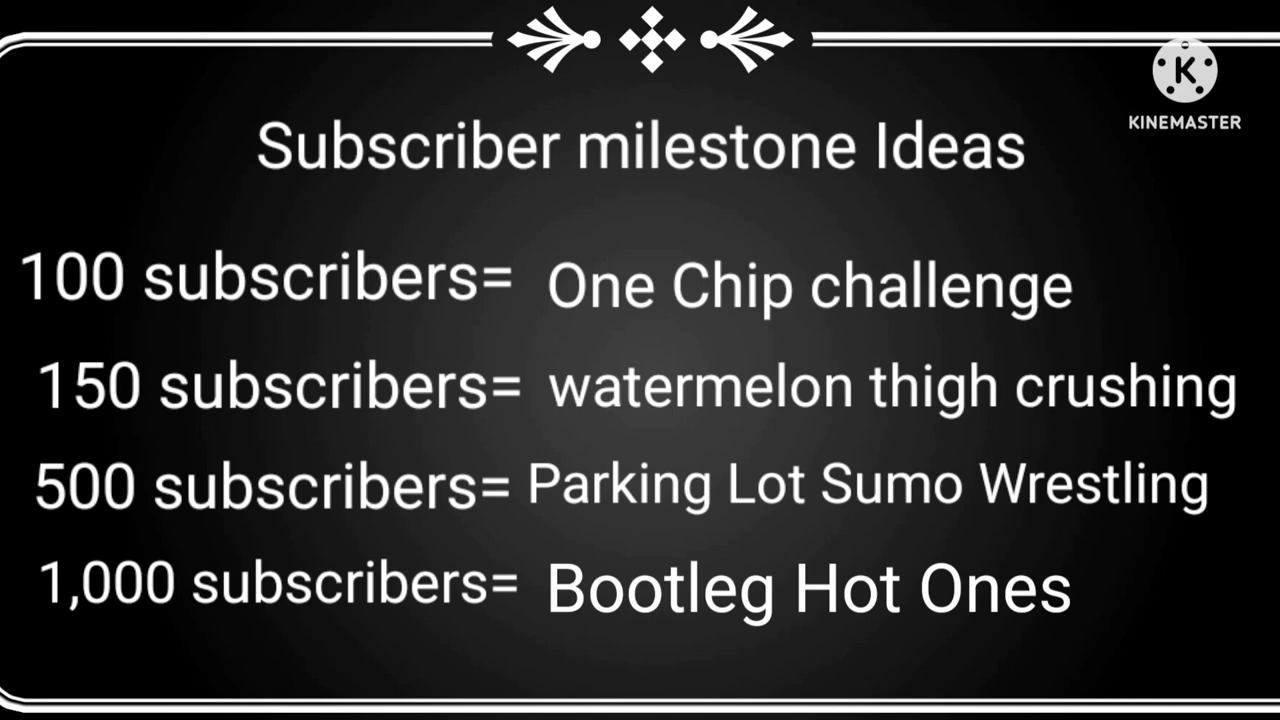 KINEMASTER
Subscriber milestone Ideas
100 subscribers= One Chip challenge
150 subscribers= watermelon thigh crushing
500 subscribers= Parking Lot Sumo Wrestling
1,000 subscribers= Bootleg Hot Ones